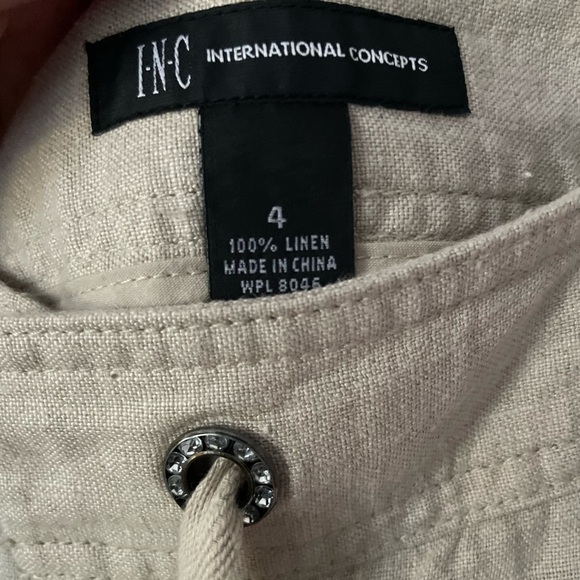 I·N·C INTERNATIONAL CONCEPTS
4
100% LINEN
MADE IN CHINA
WPL 8045